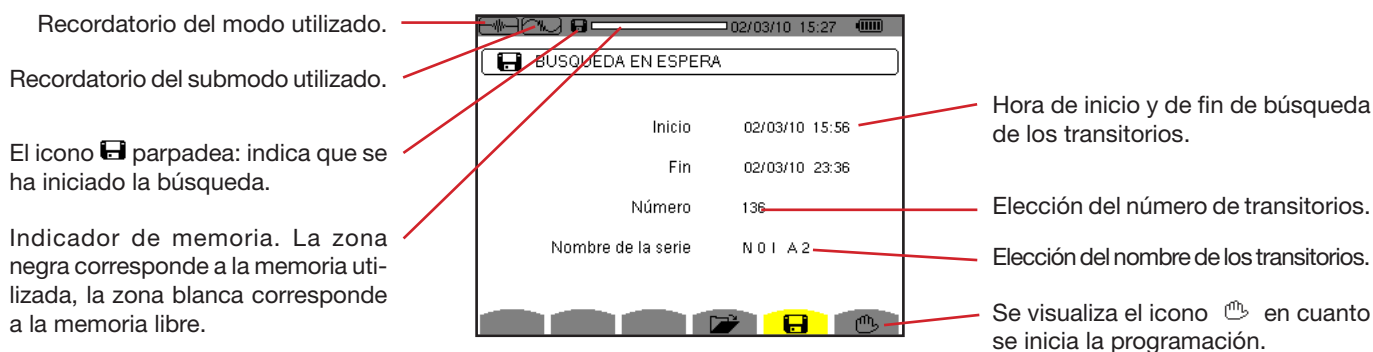 Recordatorio del modo utilizado.
Recordatorio del submodo utilizado.
El icono parpadea: indica que se
ha iniciado la búsqueda.
Indicador de memoria. La zona
negra corresponde a la memoria uti-
lizada, la zona blanca corresponde
a la memoria libre.
02/03/10 15:27
BUSQUEDA EN ESPERA
Inicio 02/03/10 15:56
Fin 02/03/10 23:36
Número 136
Nombre de la serie N 0 I A 2
Hora de inicio y de fin de búsqueda
de los transitorios.
Elección del número de transitorios.
Elección del nombre de los transitorios.
Se visualiza el icono en cuanto
se inicia la programación.